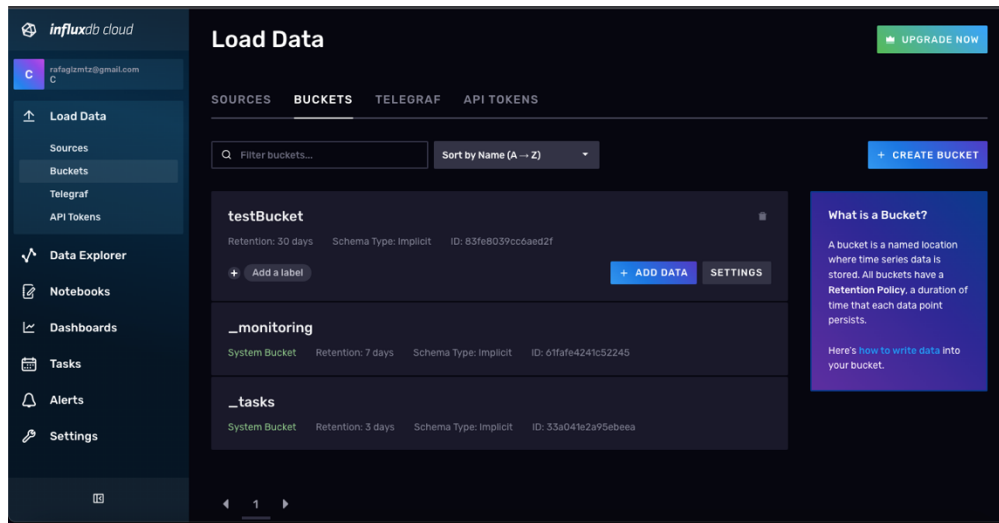 influxdb cloud
C
rafaglzmtz@gmail.com
C
Load Data
Sources
Buckets
Telegraf
API Tokens
Data Explorer
Notebooks
Dashboards
Tasks
Alerts
Settings
Load Data
UPGRADE NOW
SOURCES BUCKETS TELEGRAF API TOKENS
Filter buckets...
Sort by Name (A → Z)
+ CREATE BUCKET
testBucket
Retention: 30 days Schema Type: Implicit ID: 83fe8039cc6aed2f
+ Add a label
+ ADD DATA
SETTINGS
_monitoring
System Bucket Retention: 7 days Schema Type: Implicit ID: 61fafe4241c52245
_tasks
System Bucket Retention: 3 days Schema Type: Implicit ID: 33a041e2a95ebeea
1
What is a Bucket?
A bucket is a named location
where time series data is
stored. All buckets have a
Retention Policy, a duration of
time that each data point
persists.
Here's how to write data into
your bucket.